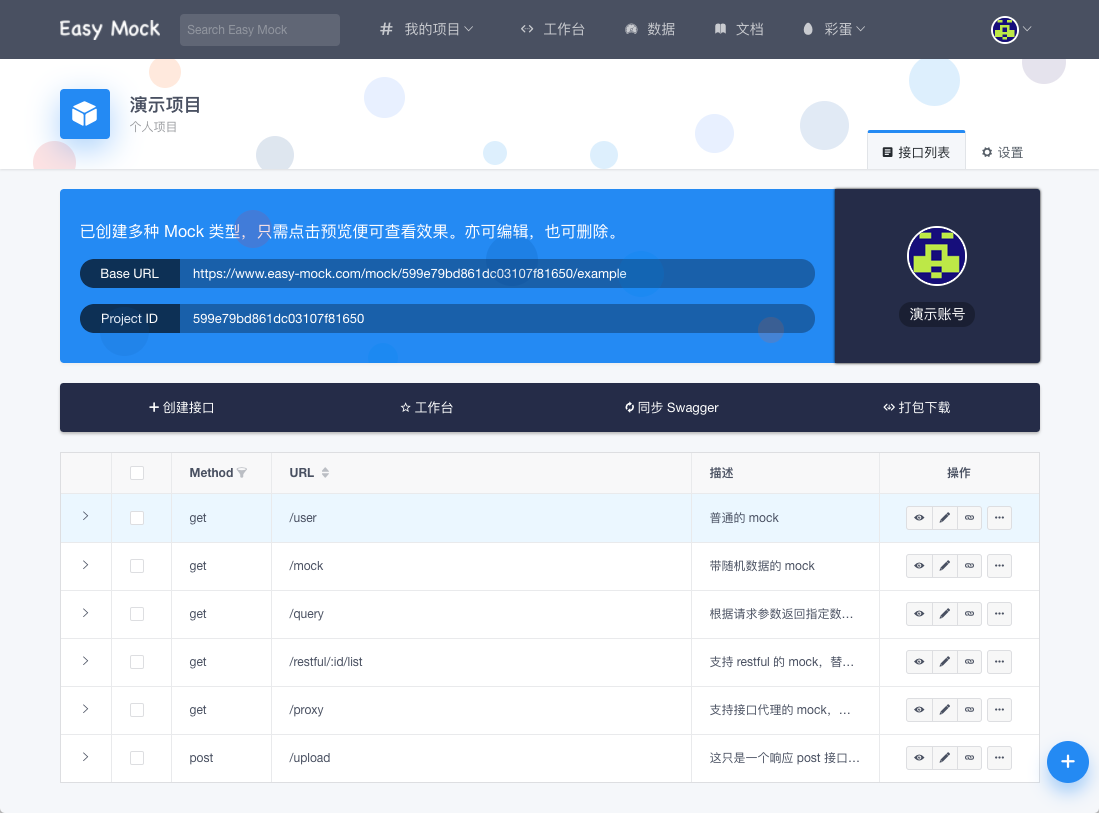 Easy Mock
Search Easy Mock
我的项目
工作台
数据
文档
彩蛋
演示项目
个人项目
接口列表
设置
已创建多种 Mock 类型，只需点击预览便可查看效果。亦可编辑，也可删除。
Base URL https://www.easy-mock.com/mock/599e79bd861dc03107f81650/example
Project ID 599e79bd861dc03107f81650
演示账号
创建接口
工作台
同步 Swagger
打包下载
Method URL 描述 操作
get /user 普通的 mock
get /mock 带随机数据的 mock
get /query 根据请求参数返回指定数…
get /restful/:id/list 支持 restful 的 mock，替…
get /proxy 支持接口代理的 mock，…
post /upload 这只是一个响应 post 接口…